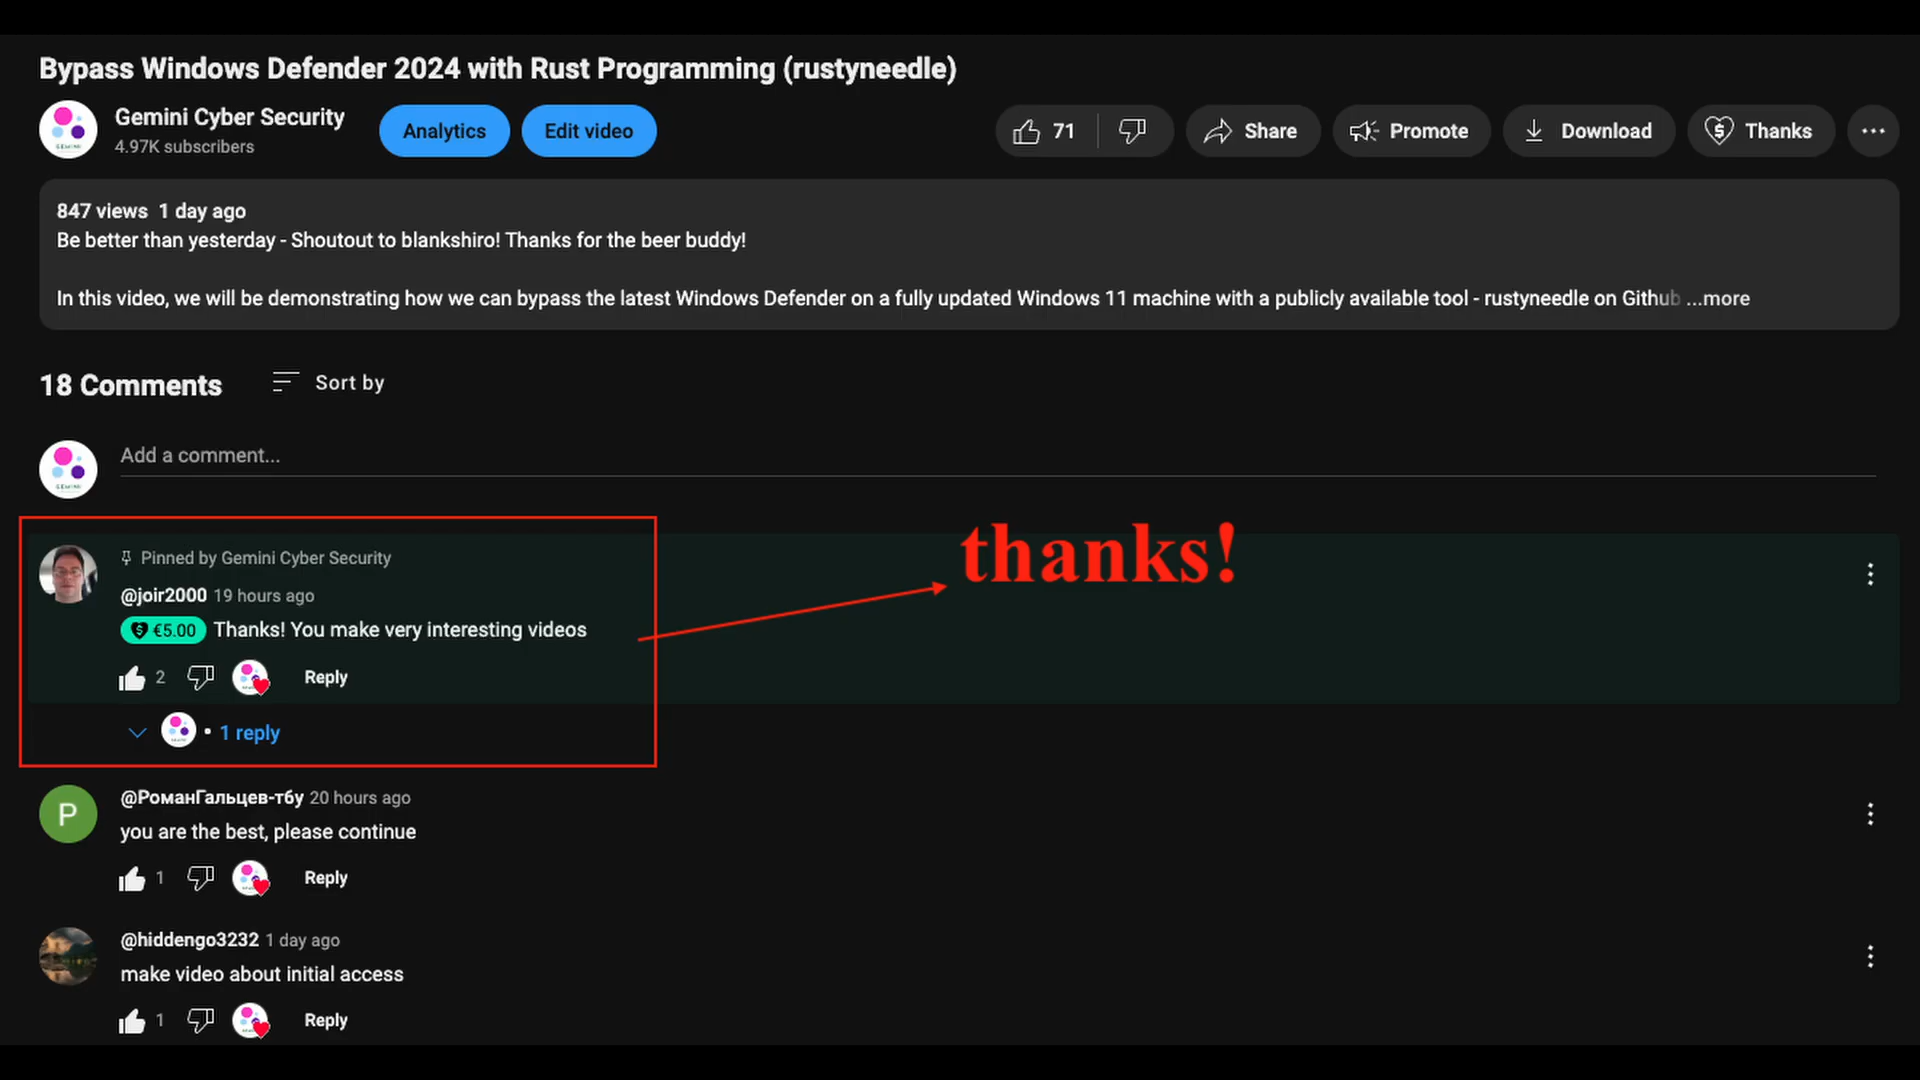 Bypass Windows Defender 2024 with Rust Programming (rustyneedle)
Gemini Cyber Security
4.97K subscribers
Analytics
Edit video
71
Share
Promote
Download
Thanks
847 views 1 day ago
Be better than yesterday - Shoutout to blankshiro! Thanks for the beer buddy!
In this video, we will be demonstrating how we can bypass the latest Windows Defender on a fully updated Windows 11 machine with a publicly available tool - rustyneedle on Github ...more
18 Comments
Sort by
Add a comment...
Pinned by Gemini Cyber Security
@joir2000 19 hours ago
€5.00 Thanks! You make very interesting videos
2
Reply
• 1 reply
thanks!
P
@РоманГальцев-тбу 20 hours ago
you are the best, please continue
1
Reply
@hiddengo3232 1 day ago
make video about initial access
1
Reply